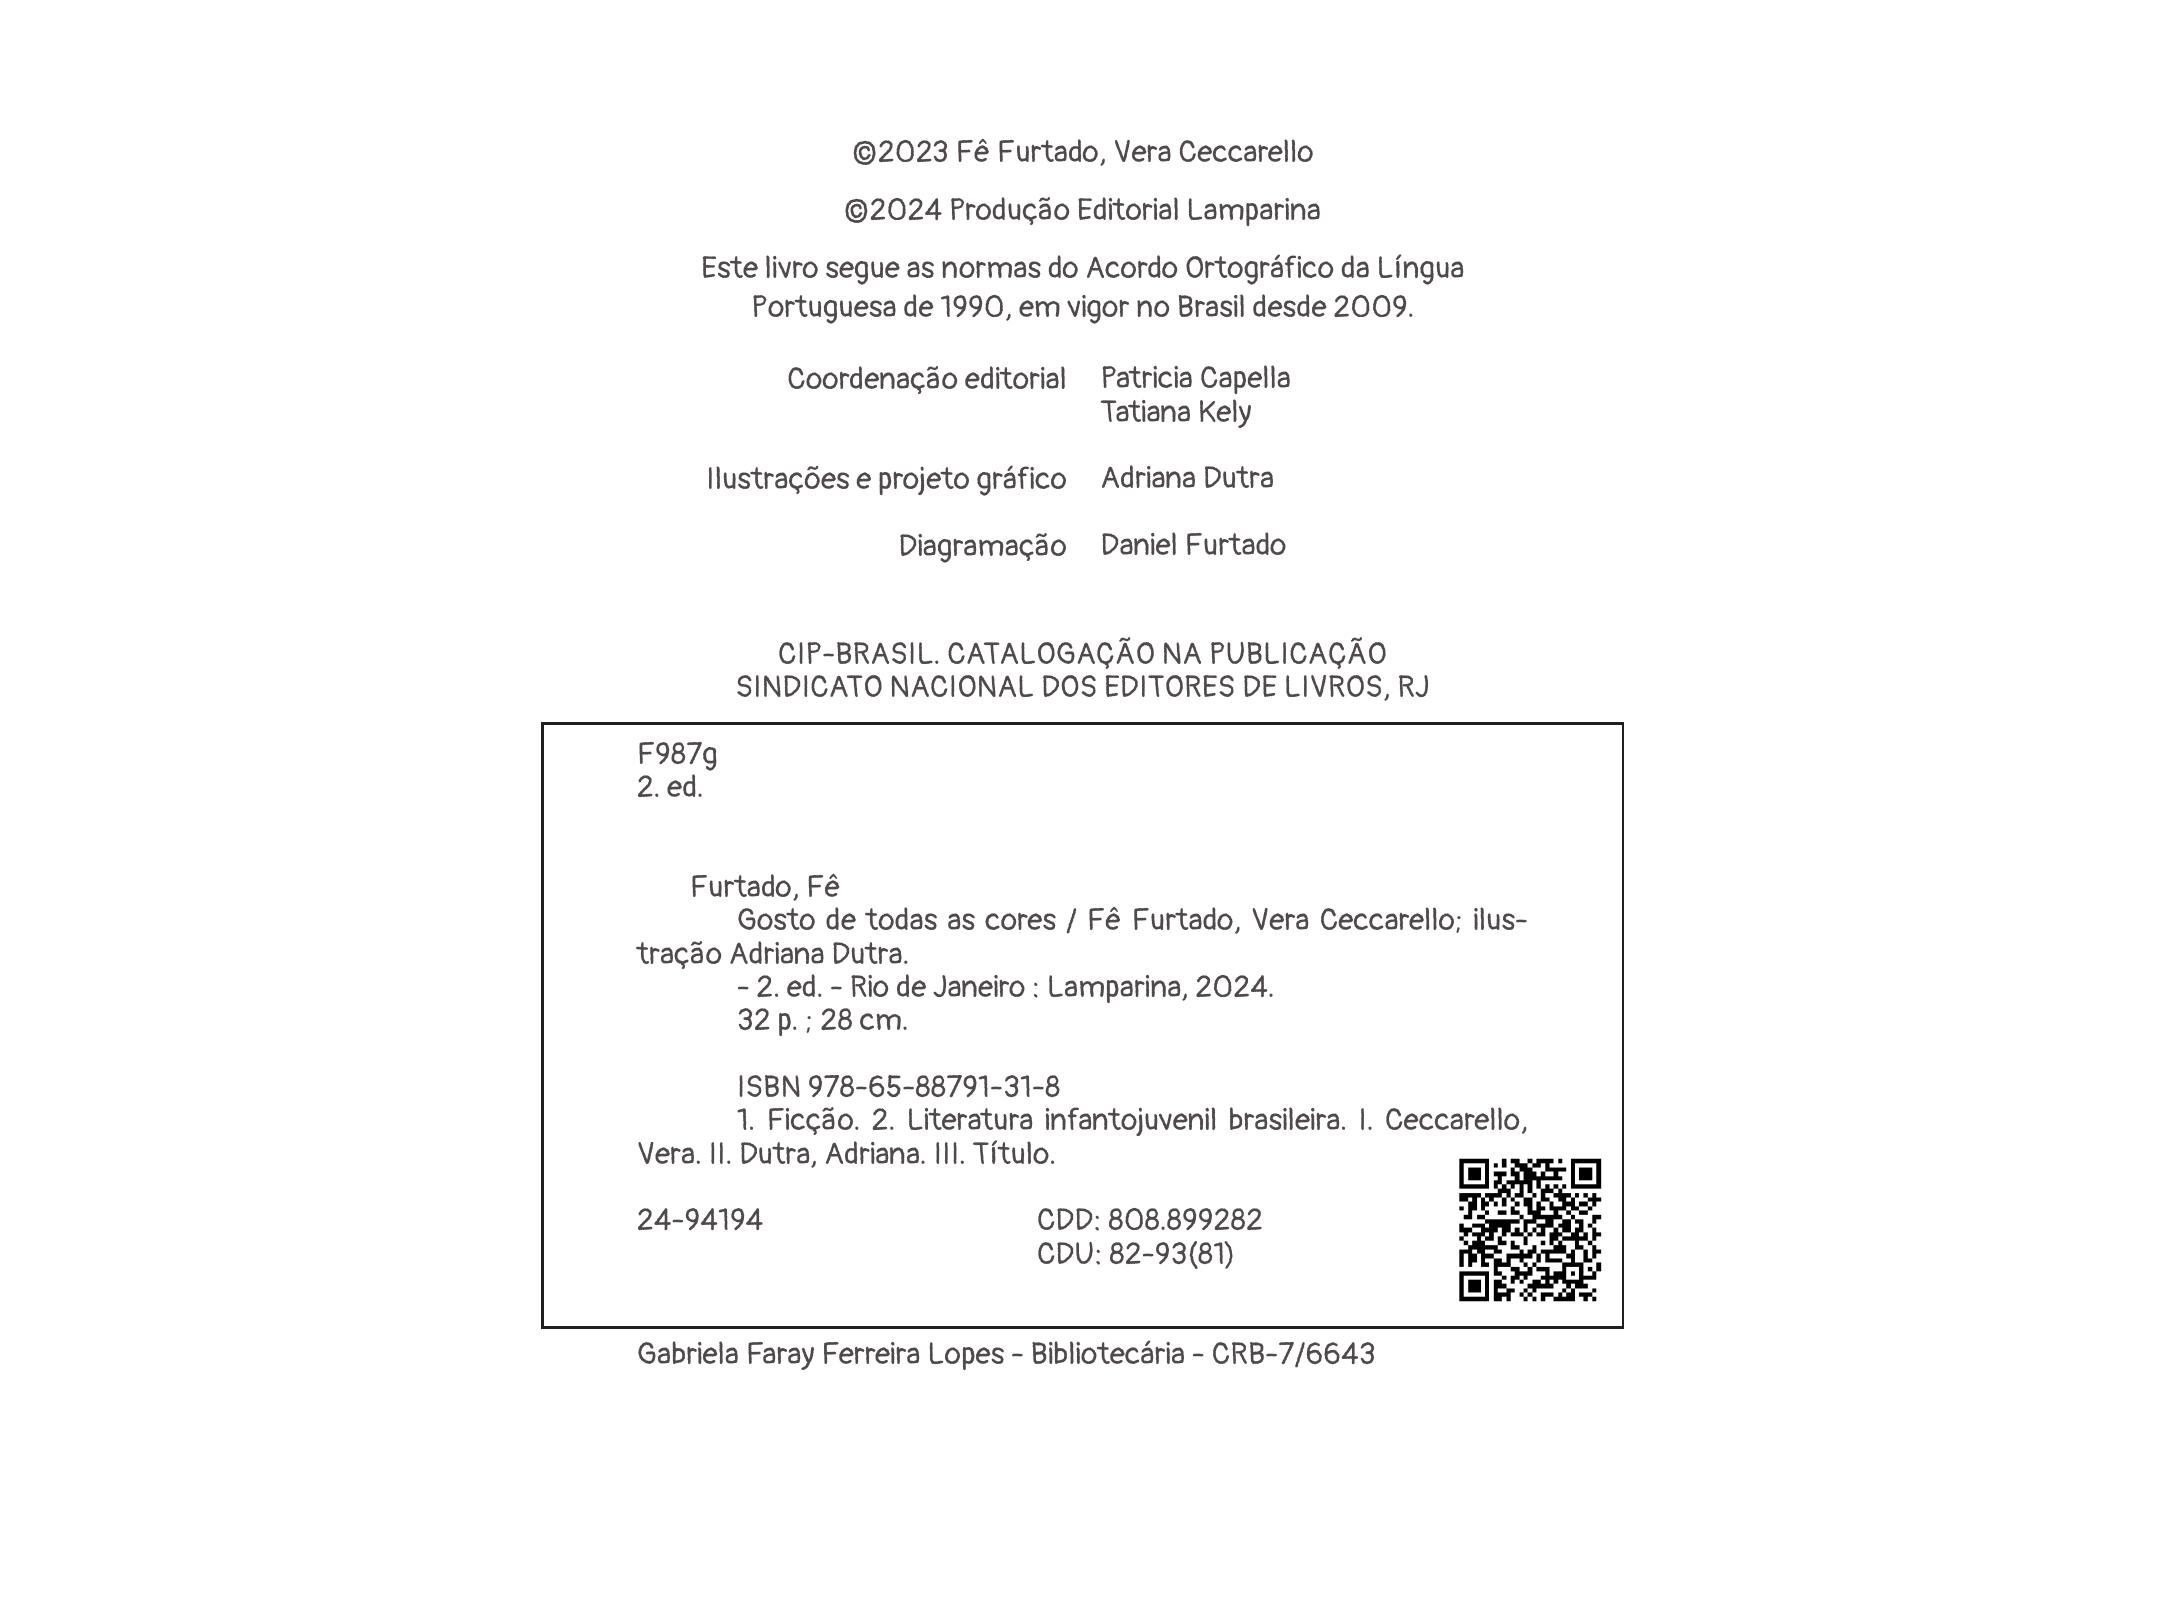 ©2023 Fê Furtado, Vera Ceccarello
©2024 Produção Editorial Lamparina
Este livro segue as normas do Acordo Ortográfico da Língua
Portuguesa de 1990, em vigor no Brasil desde 2009.
Coordenação editorial Patricia Capella
Tatiana Kely
Ilustrações e projeto gráfico Adriana Dutra
Diagramação Daniel Furtado
CIP-BRASIL. CATALOGAÇÃO NA PUBLICAÇÃO
SINDICATO NACIONAL DOS EDITORES DE LIVROS, RJ
F987g
2. ed.
Furtado, Fê
Gosto de todas as cores / Fê Furtado, Vera Ceccarello; ilus-
tração Adriana Dutra.
- 2. ed. - Rio de Janeiro : Lamparina, 2024.
32 p. ; 28 cm.
ISBN 978-65-88791-31-8
1. Ficção. 2. Literatura infantojuvenil brasileira. I. Ceccarello,
Vera. II. Dutra, Adriana. III. Título.
24-94194 CDD: 808.899282
CDU: 82-93(81)
Gabriela Faray Ferreira Lopes - Bibliotecária - CRB-7/6643